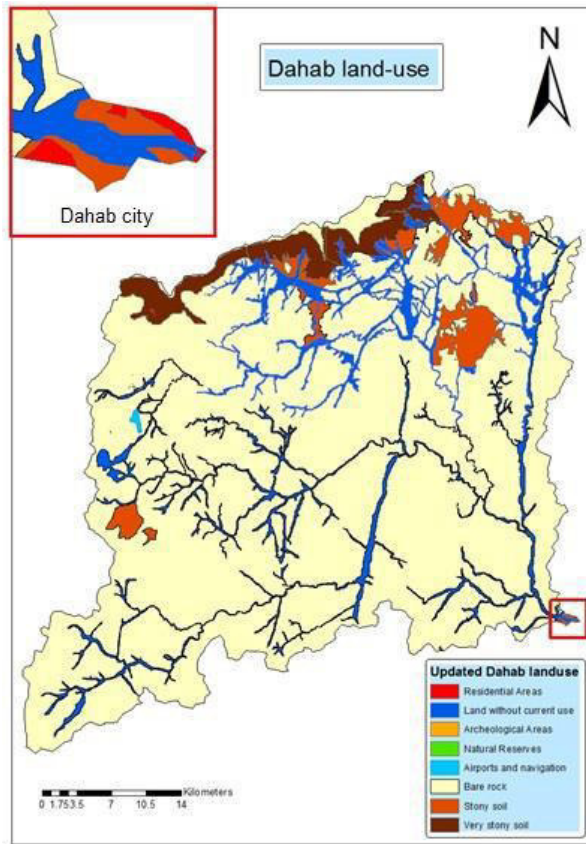 Dahab land-use
N
Dahab city
Updated Dahab landuse
Residential Areas
Land without current use
Archeological Areas
Natural Reserves
Airports and navigation
Bare rock
Stony soil
Very stony soil
Kilometers
0 1.753.5 7 10.5 14